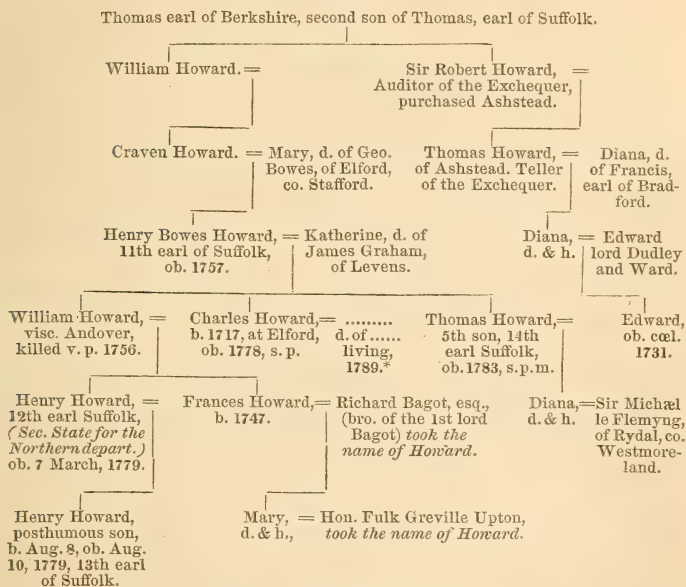 Thomas earl of Berkshire, second son of Thomas, earl of Suffolk.
William Howard. =
Sir Robert Howard, =
Auditor of the Exchequer,
purchased Ashstead.
Craven Howard. = Mary, d. of Geo.
Bowes, of Elford,
co. Stafford.
Thomas Howard, = Diana, d.
of Ashstead. Teller of Francis,
of the Exchequer. earl of Brad-
ford.
Henry Bowes Howard, = Katherine, d. of
11th earl of Suffolk, James Graham,
ob. 1757. of Levens.
Diana, = Edward
d. & h. lord Dudley
and Ward.
William Howard, =
visc. Andover,
killed v. p. 1756.
Charles Howard, = .........
b. 1717, at Elford, d. of......
ob. 1778, s. p. living,
1789.*
Thomas Howard, =
5th son, 14th
earl Suffolk,
ob. 1783, s.p.m.
Edward,
ob. cœl.
1731.
Henry Howard, =
12th earl Suffolk,
(Sec. State for the
Northern depart.)
ob. 7 March, 1779.
Frances Howard, = Richard Bagot, esq.,
b. 1747. (bro. of the 1st lord
Bagot) took the
name of Howard.
Diana, = Sir Michæl
d. & h. le Flemyng,
of Rydal, co.
Westmore-
land.
Henry Howard,
posthumous son,
b. Aug. 8, ob. Aug.
10, 1779, 13th earl
of Suffolk.
Mary, = Hon. Fulk Greville Upton,
d. & h., took the name of Howard.